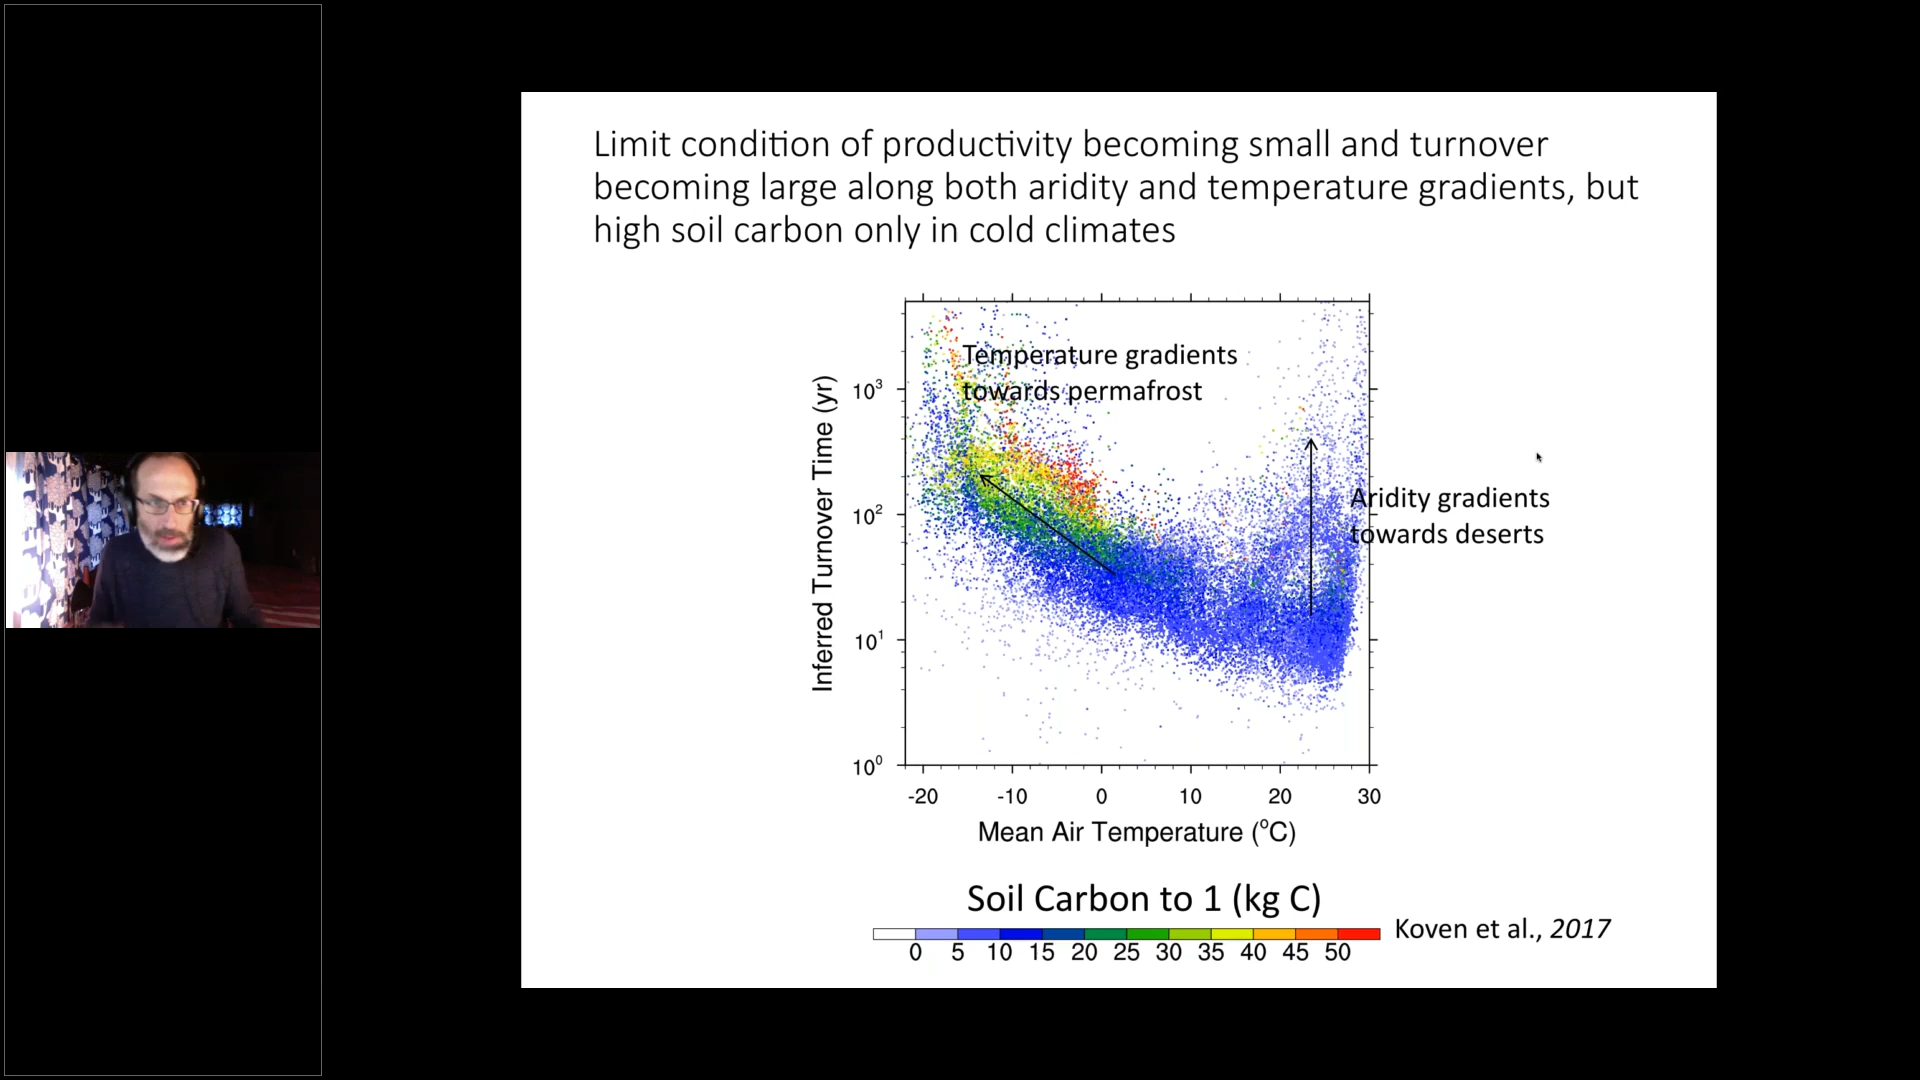 Limit condition of productivity becoming small and turnover
becoming large along both aridity and temperature gradients, but
high soil carbon only in cold climates
Temperature gradients
towards permafrost
Aridity gradients
towards deserts
Inferred Turnover Time (yr)
10³
10²
10¹
10⁰
-20 -10 0 10 20 30
Mean Air Temperature (°C)
Soil Carbon to 1 (kg C)
0 5 10 15 20 25 30 35 40 45 50
Koven et al., 2017